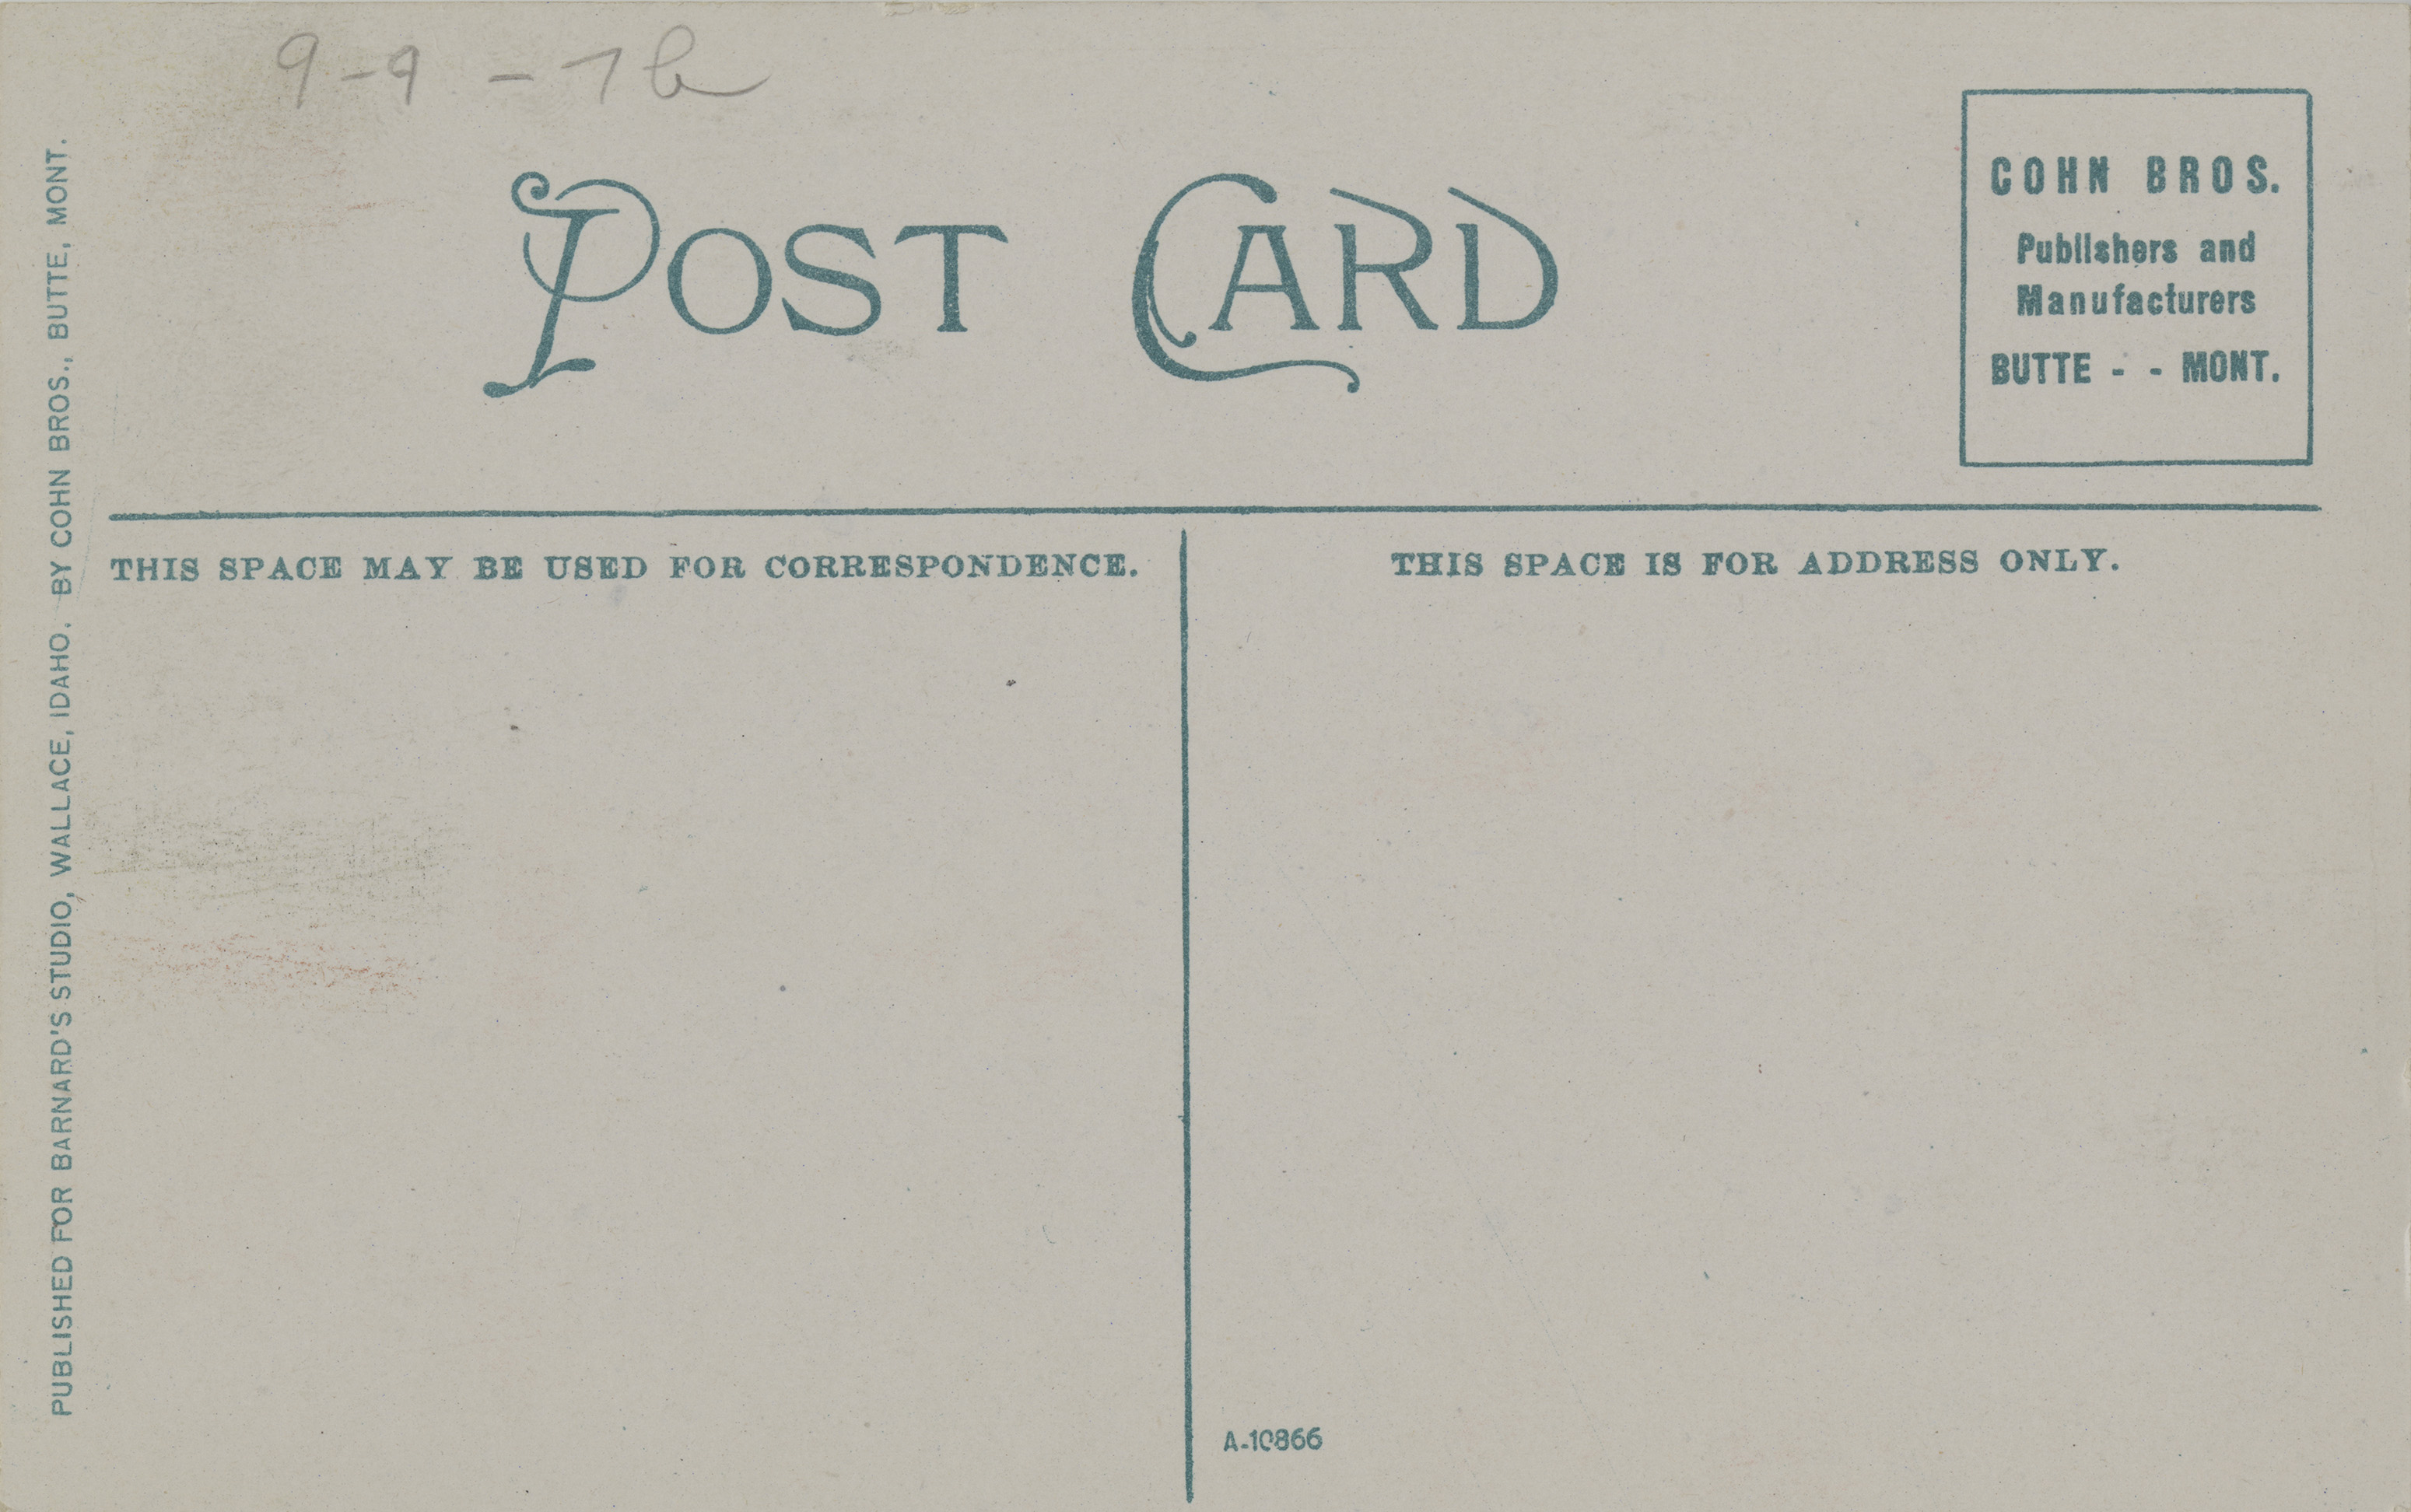 9-9 - 7b
POST CARD
COHN BROS.
Publishers and
Manufacturers
BUTTE - - MONT.
THIS SPACE MAY BE USED FOR CORRESPONDENCE.
THIS SPACE IS FOR ADDRESS ONLY.
PUBLISHED FOR BARNARD'S STUDIO, WALLACE, IDAHO. BY COHN BROS., BUTTE, MONT.
A-10866